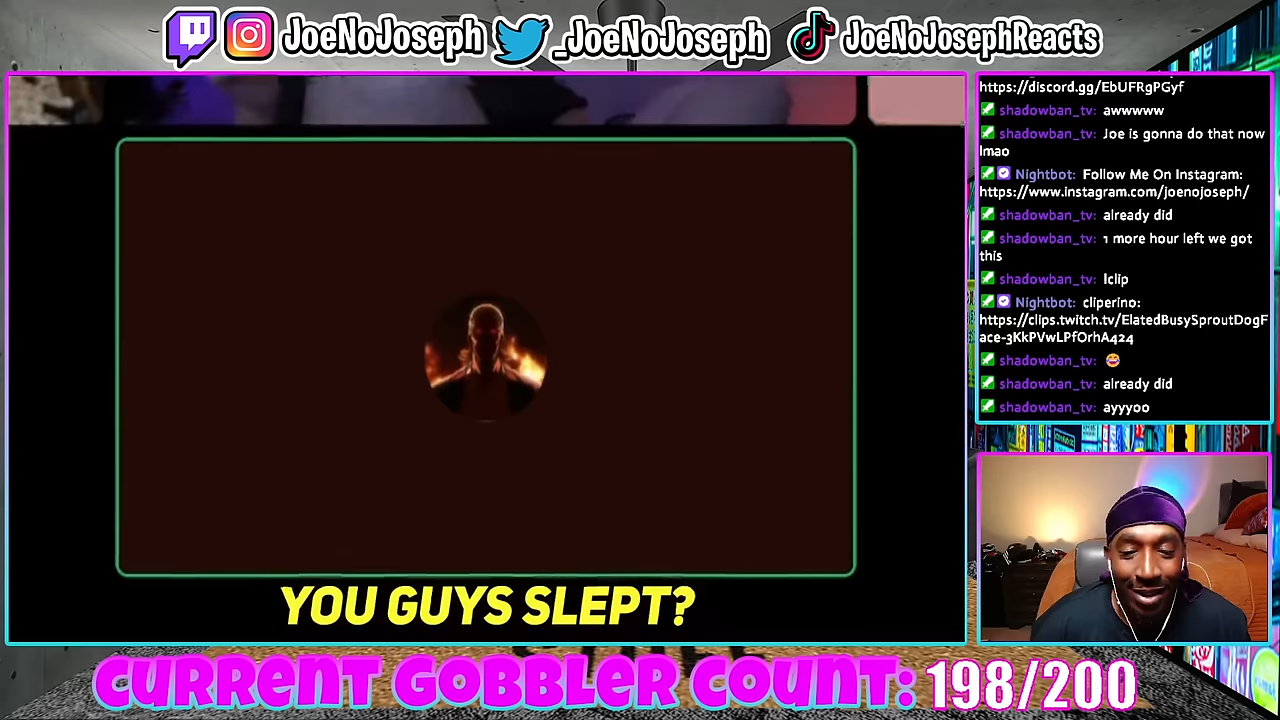 JoeNoJoseph _JoeNoJoseph JoeNoJosephReacts
https://discord.gg/EbUFRgPGyf
shadowban_tv: awwwww
shadowban_tv: Joe is gonna do that now
lmao
Nightbot: Follow Me On Instagram:
https://www.instagram.com/joenojoseph/
shadowban_tv: already did
shadowban_tv: 1 more hour left we got
this
shadowban_tv: !clip
Nightbot: cliperino:
https://clips.twitch.tv/ElatedBusySproutDogF
ace-3KkPVwLPfOrhA424
shadowban_tv: 😂
shadowban_tv: already did
shadowban_tv: ayyyoo
YOU GUYS SLEPT?
CURRENT GOBBLER COUNT: 198/200